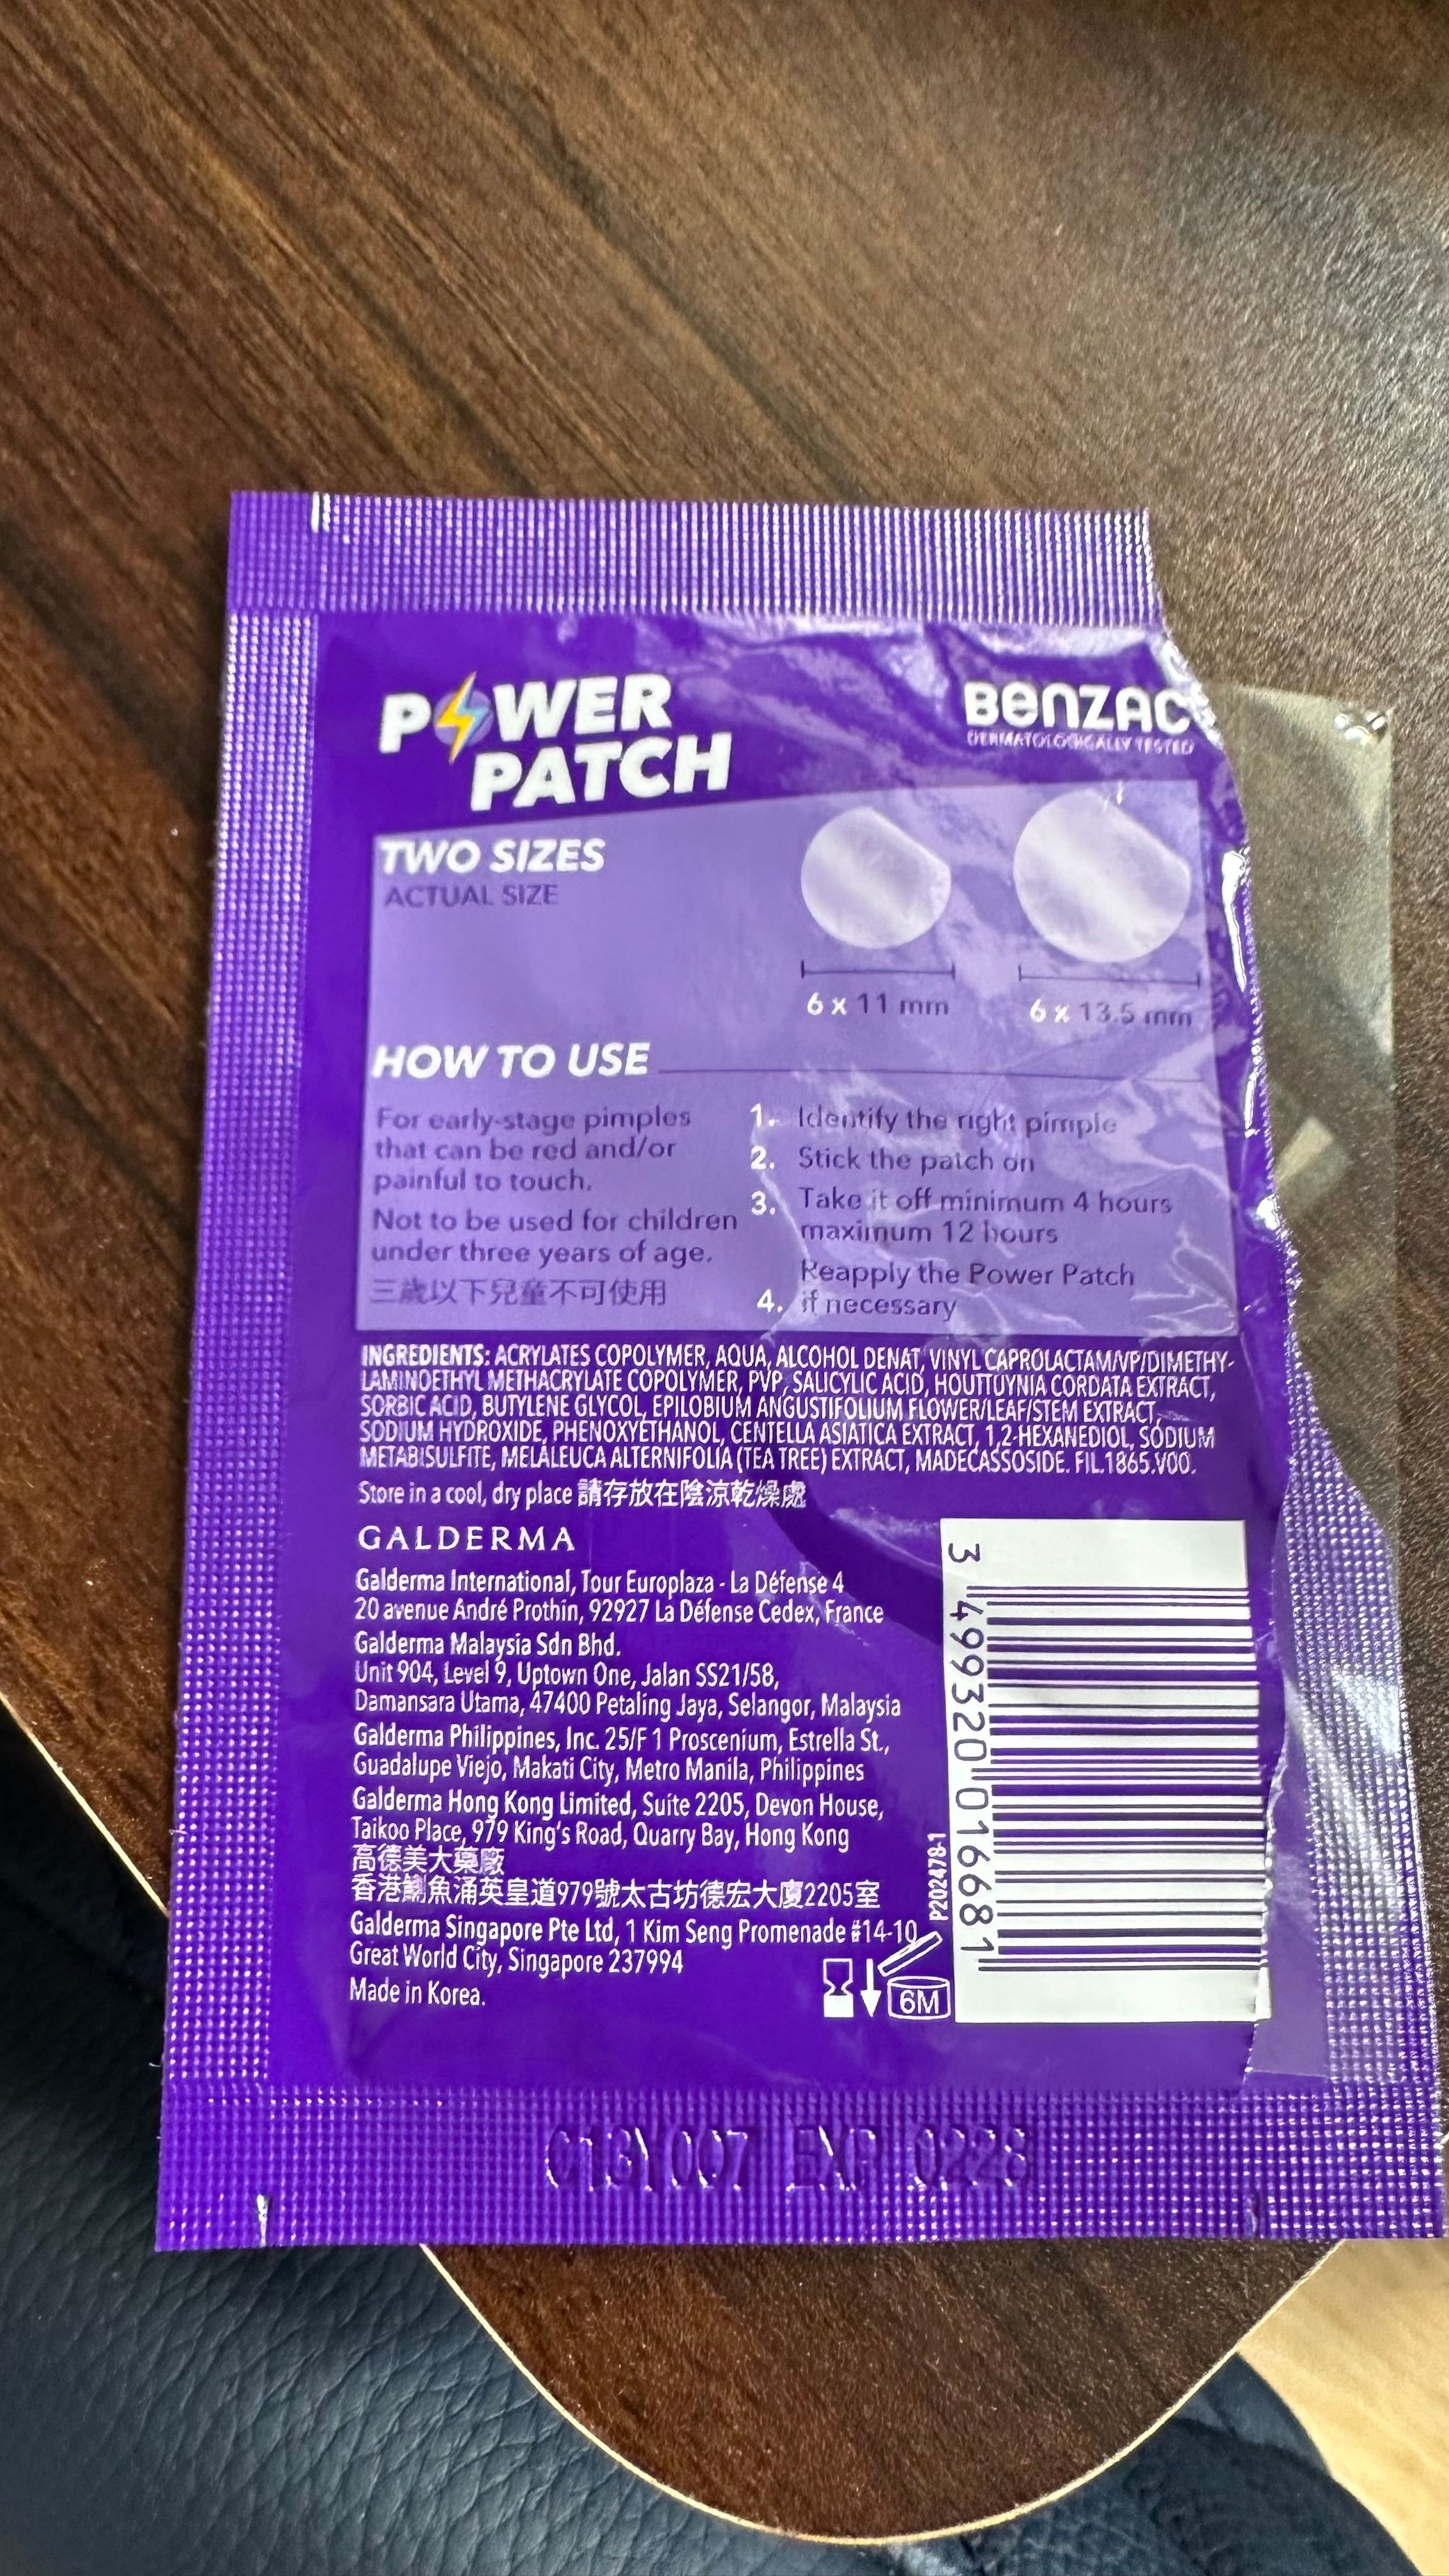 POWER
PATCH
BENZAC
DERMATOLOGICALLY TESTED
TWO SIZES
ACTUAL SIZE
6 x 11 mm
6 x 13.5 mm
HOW TO USE
For early-stage pimples
that can be red and/or
painful to touch.
Not to be used for children
under three years of age.
三歲以下兒童不可使用
1. Identify the right pimple
2. Stick the patch on
3. Take it off minimum 4 hours
maximum 12 hours
Reapply the Power Patch
4. if necessary
INGREDIENTS: ACRYLATES COPOLYMER, AQUA, ALCOHOL DENAT, VINYL CAPROLACTAM/VP/DIMETHY-
LAMINOETHYL METHACRYLATE COPOLYMER, PVP, SALICYLIC ACID, HOUTTUYNIA CORDATA EXTRACT,
SORBIC ACID, BUTYLENE GLYCOL, EPILOBIUM ANGUSTIFOLIUM FLOWER/LEAF/STEM EXTRACT,
SODIUM HYDROXIDE, PHENOXYETHANOL, CENTELLA ASIATICA EXTRACT, 1,2-HEXANEDIOL, SODIUM
METABISULFITE, MELALEUCA ALTERNIFOLIA (TEA TREE) EXTRACT, MADECASSOSIDE. FIL.1865.V00.
Store in a cool, dry place 請存放在陰涼乾燥處
GALDERMA
Galderma International, Tour Europlaza - La Défense 4
20 avenue André Prothin, 92927 La Défense Cedex, France
Galderma Malaysia Sdn Bhd.
Unit 904, Level 9, Uptown One, Jalan SS21/58,
Damansara Utama, 47400 Petaling Jaya, Selangor, Malaysia
Galderma Philippines, Inc. 25/F 1 Proscenium, Estrella St.,
Guadalupe Viejo, Makati City, Metro Manila, Philippines
Galderma Hong Kong Limited, Suite 2205, Devon House,
Taikoo Place, 979 King's Road, Quarry Bay, Hong Kong
高德美大藥廠
香港鰂魚涌英皇道979號太古坊德宏大廈2205室
Galderma Singapore Pte Ltd, 1 Kim Seng Promenade #14-10
Great World City, Singapore 237994
Made in Korea.
6M
P202478-1
3 499320 016681
EXP